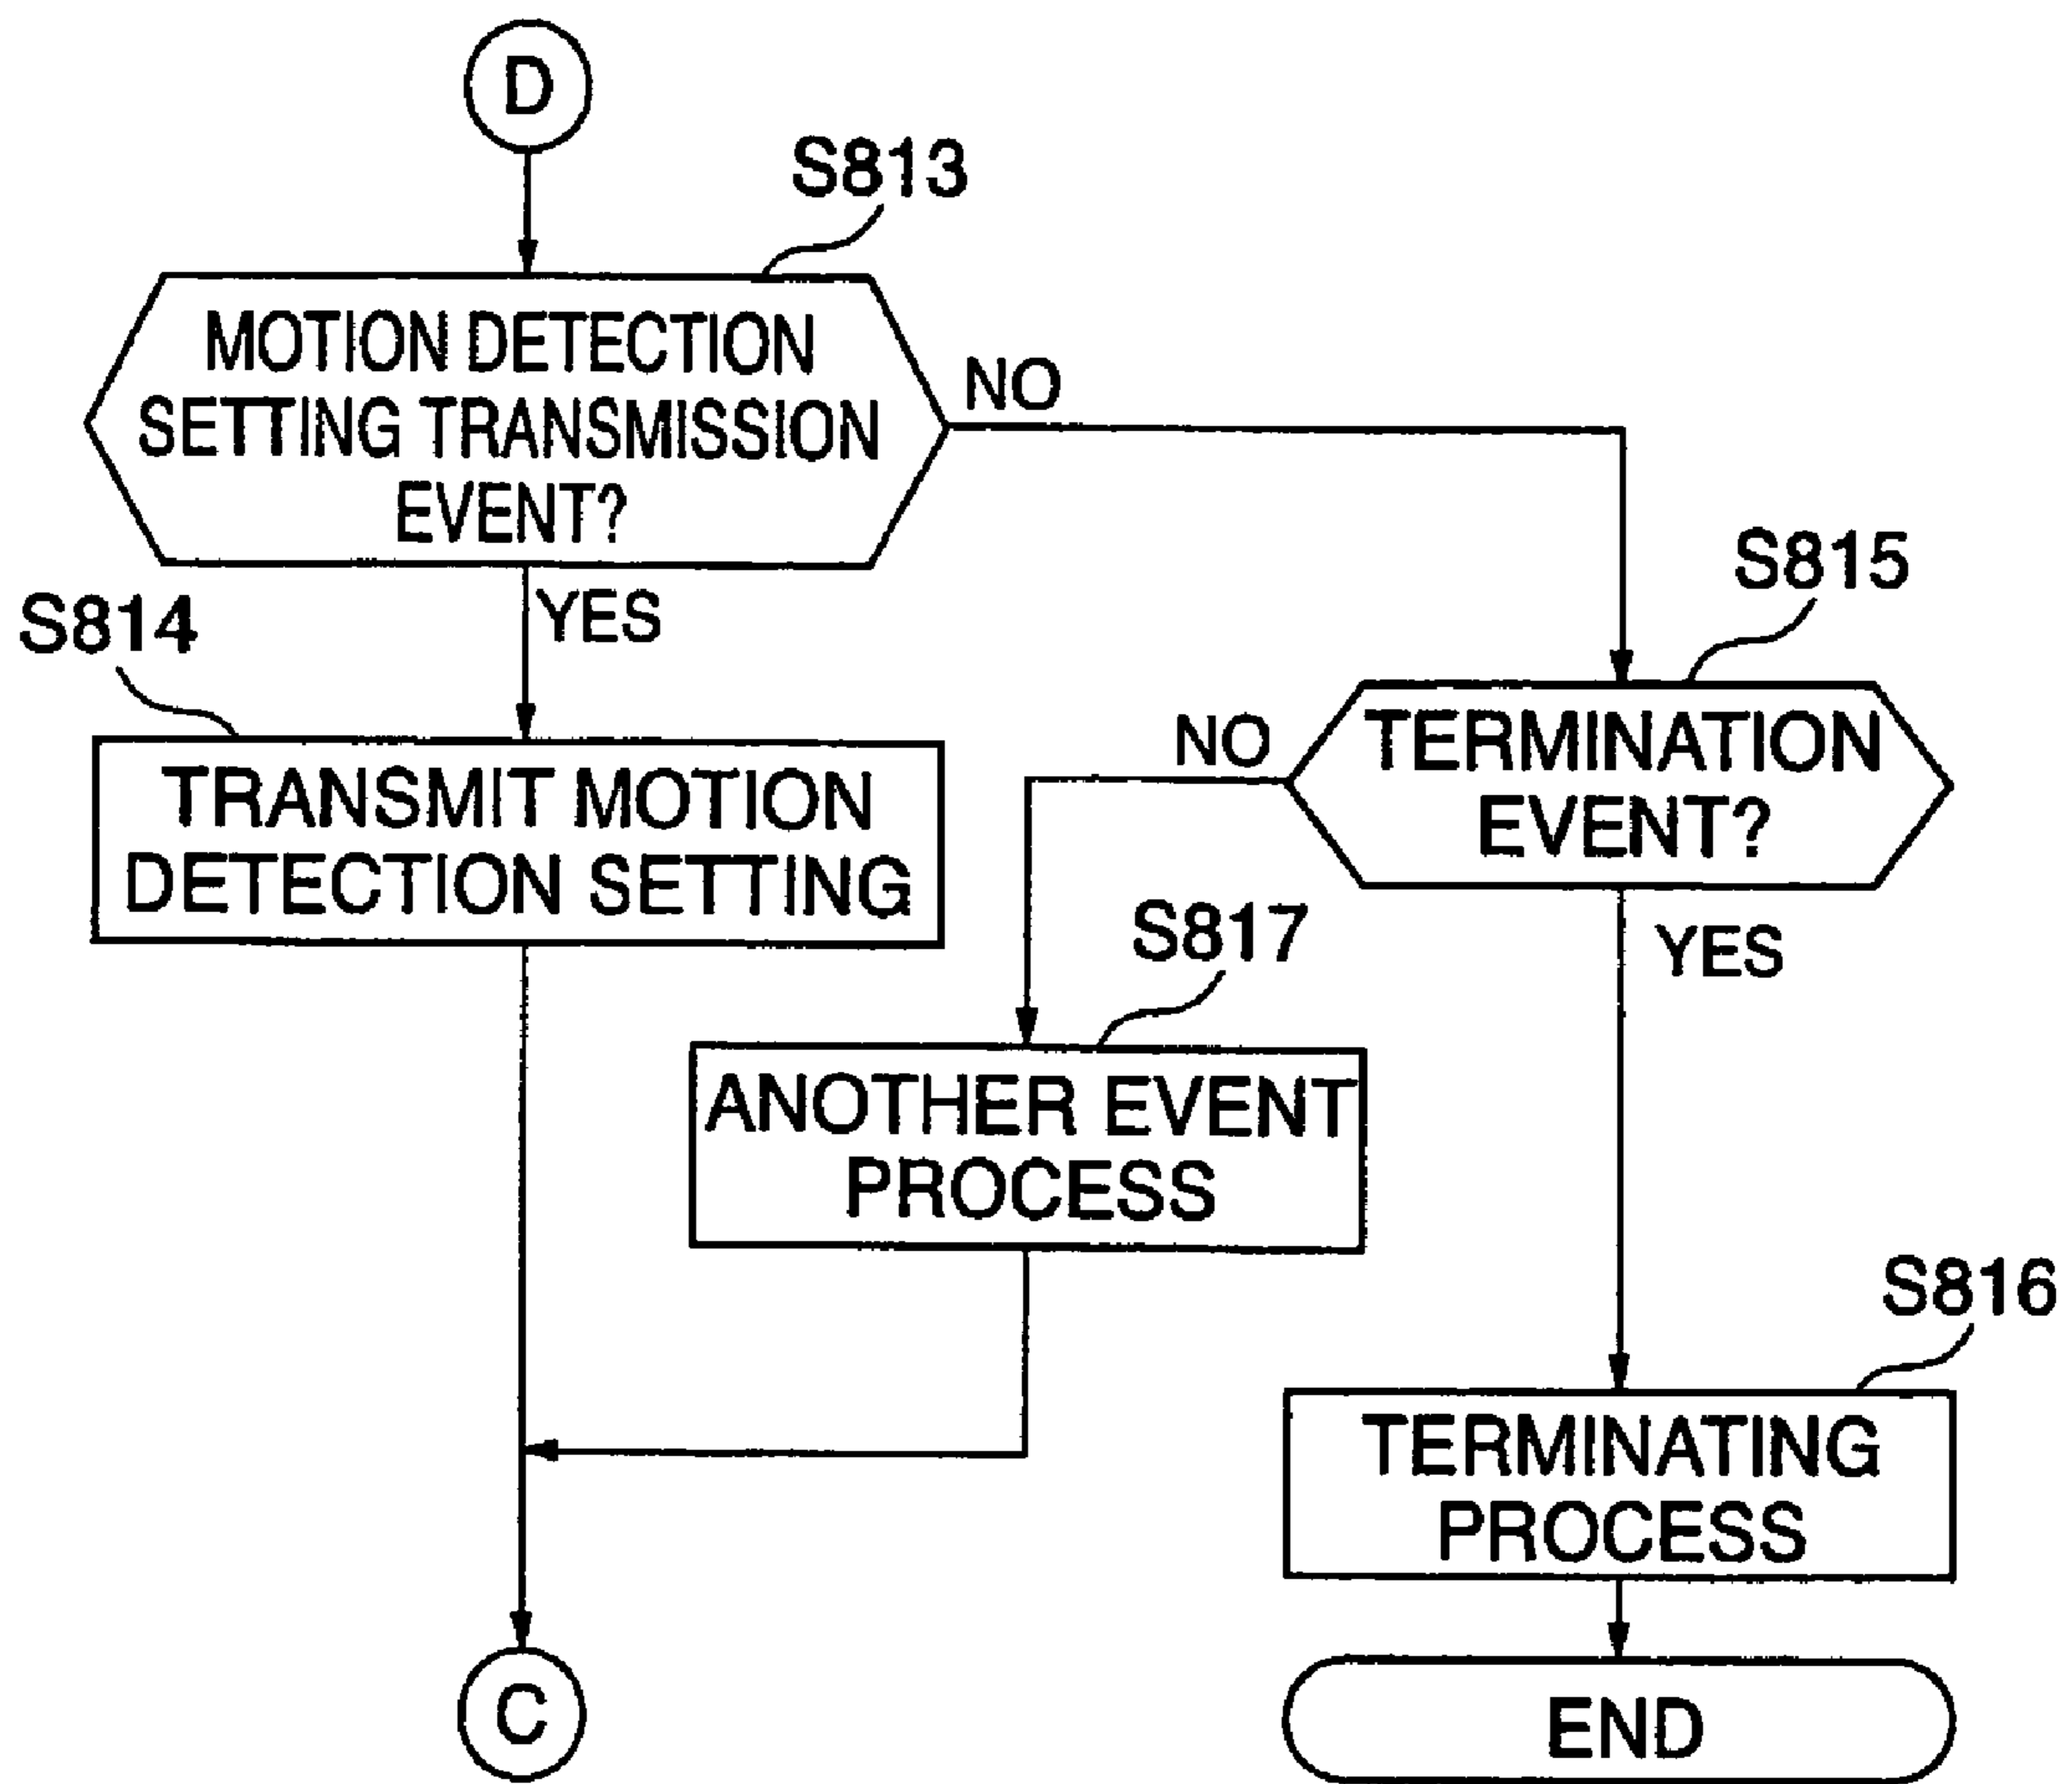 D
S813
MOTION DETECTION
SETTING TRANSMISSION
EVENT?
NO
YES
S814
TRANSMIT MOTION
DETECTION SETTING
S815
TERMINATION
EVENT?
NO
YES
S817
ANOTHER EVENT
PROCESS
S816
TERMINATING
PROCESS
C
END